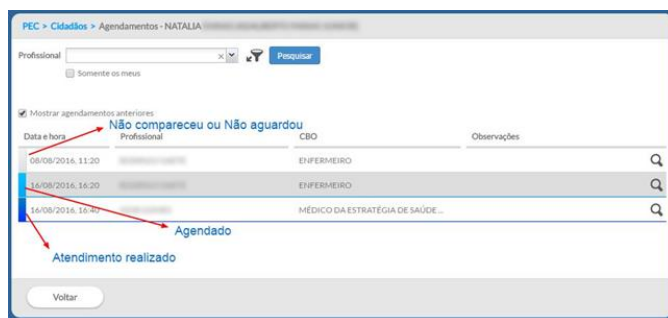 PEC > Cidadãos > Agendamentos - NATALIA
Profissional
Pesquisar
Somente os meus
Mostrar agendamentos anteriores
Não compareceu ou Não aguardou
Data e hora Profissional CBO Observações
08/08/2016, 11:20 ENFERMEIRO
16/08/2016, 16:20 ENFERMEIRO
16/08/2016, 16:40 MÉDICO DA ESTRATÉGIA DE SAÚDE ...
Agendado
Atendimento realizado
Voltar